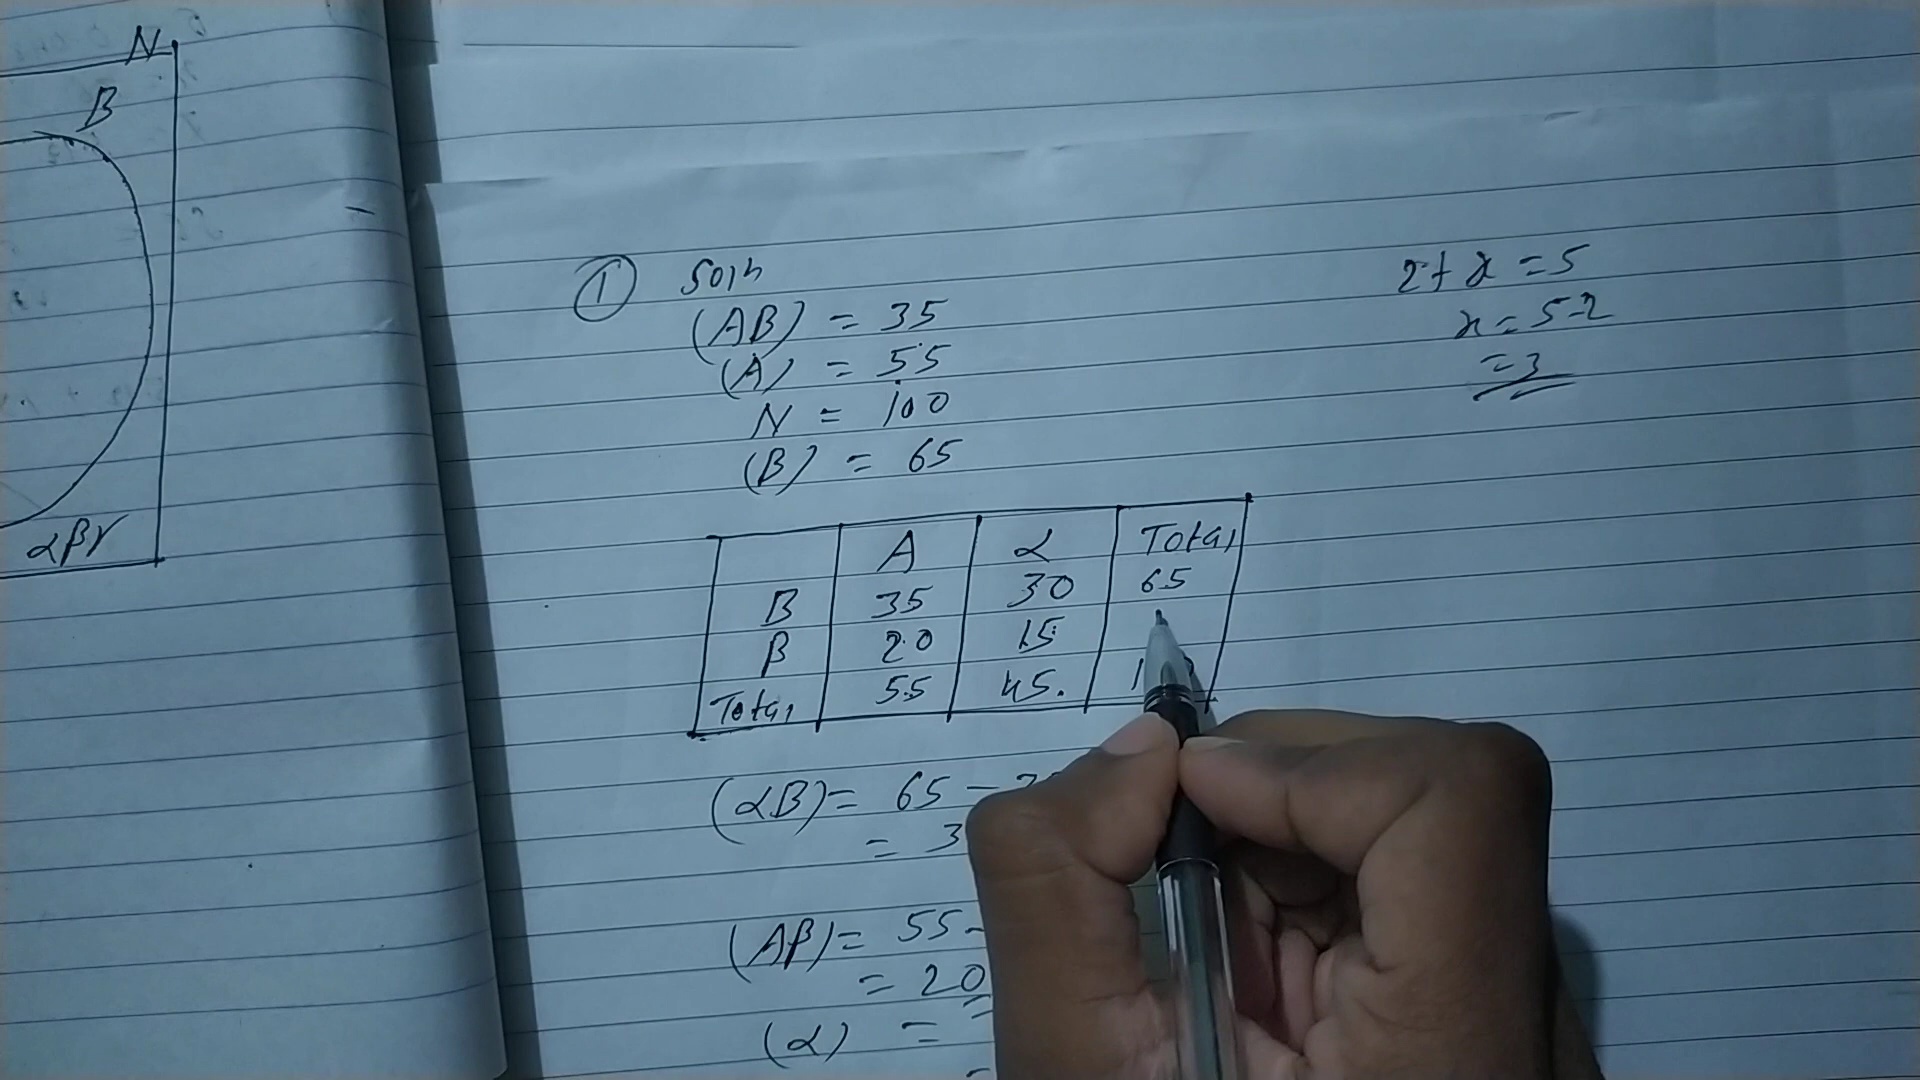 N
B
αβγ
① Soln
(AB) = 35
(A) = 55
N = 100
(B) = 65
2+x=5
x=5-2
=3
A α Total
B 35 30 65
β 20 15
Total 55 45.
(αB)= 65 -
= 3
(Aβ)= 55-
= 20
(α) =
=